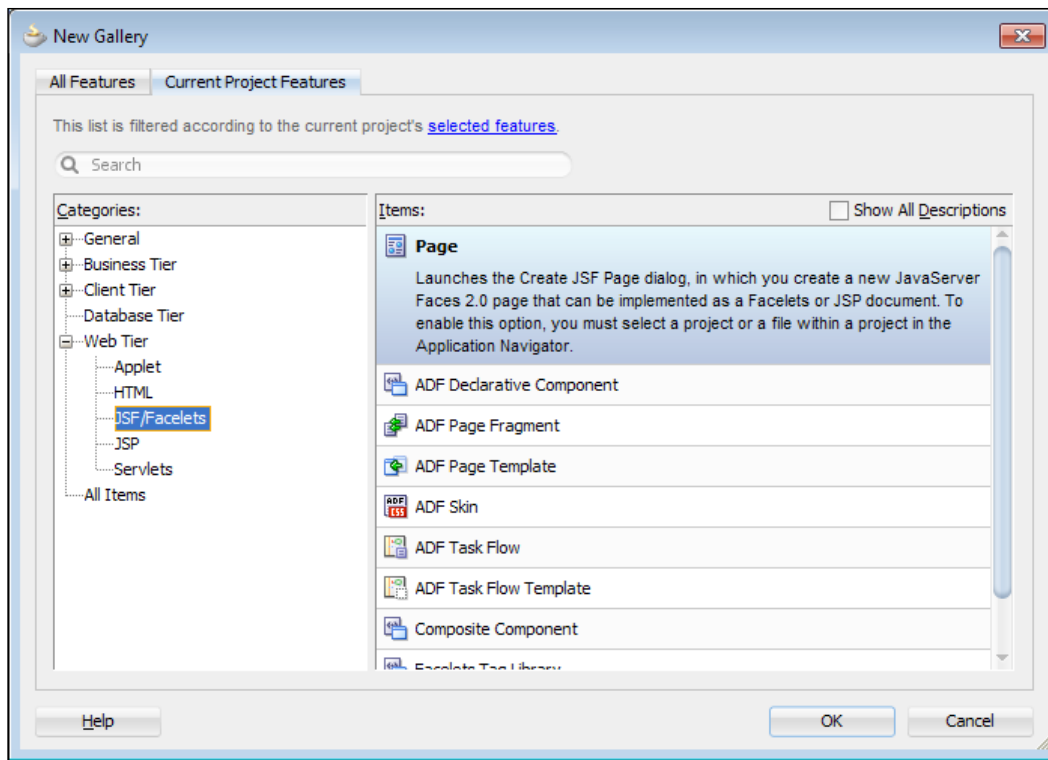 New Gallery
All Features Current Project Features
This list is filtered according to the current project's selected features.
Search
Categories:
General
Business Tier
Client Tier
Database Tier
Web Tier
Applet
HTML
JSF/Facelets
JSP
Servlets
All Items
Items: Show All Descriptions
Page
Launches the Create JSF Page dialog, in which you create a new JavaServer
Faces 2.0 page that can be implemented as a Facelets or JSP document. To
enable this option, you must select a project or a file within a project in the
Application Navigator.
ADF Declarative Component
ADF Page Fragment
ADF Page Template
ADF CSS ADF Skin
ADF Task Flow
ADF Task Flow Template
Composite Component
Facelets Tag Library
Help OK Cancel